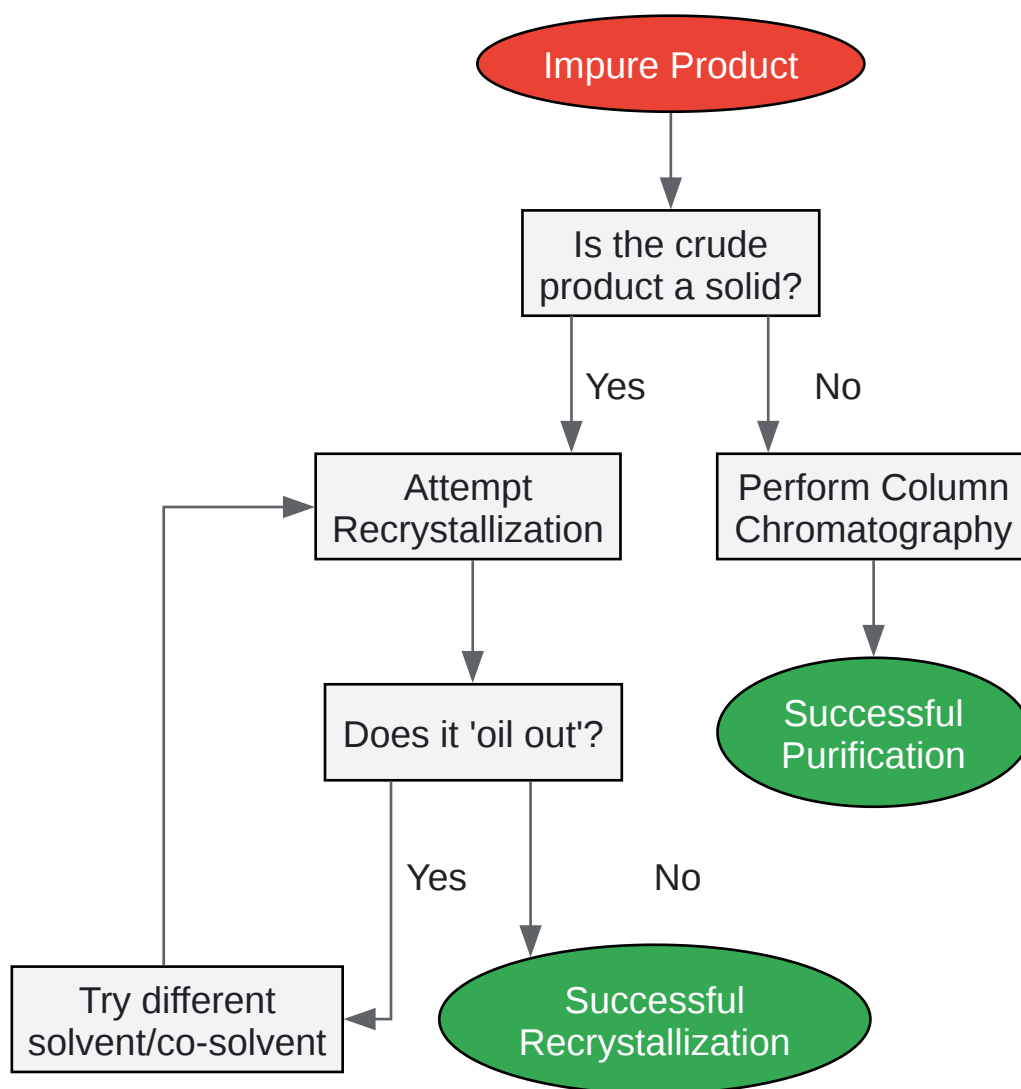 Impure Product
Is the crude
product a solid?
Yes
No
Attempt
Recrystallization
Perform Column
Chromatography
Does it 'oil out'?
Successful
Purification
Yes
No
Try different
solvent/co-solvent
Successful
Recrystallization